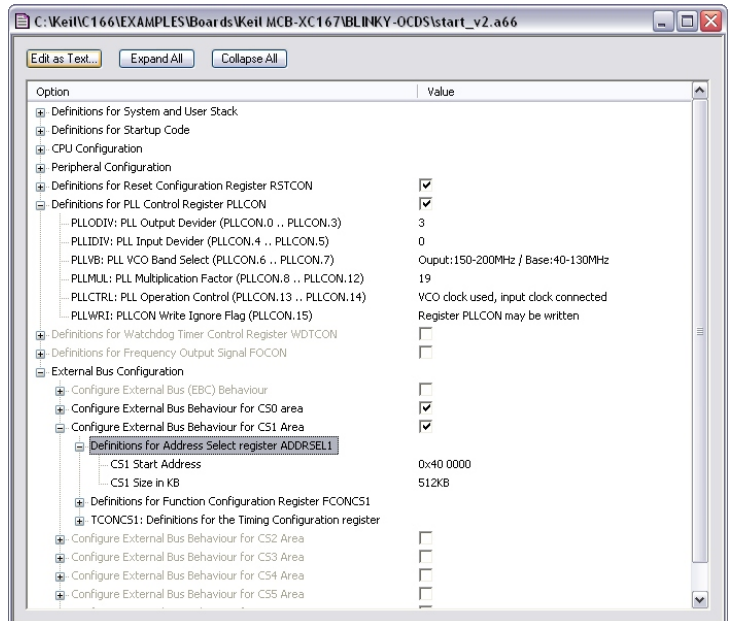 C:\Keil\C166\EXAMPLES\Boards\Keil MCB-XC167\BLINKY-OCDS\start_v2.a66
Edit as Text... Expand All Collapse All
Option Value
Definitions for System and User Stack
Definitions for Startup Code
CPU Configuration
Peripheral Configuration
Definitions for Reset Configuration Register RSTCON
Definitions for PLL Control Register PLLCON
PLLODIV: PLL Output Devider (PLLCON.0 .. PLLCON.3) 3
PLLIDIV: PLL Input Devider (PLLCON.4 .. PLLCON.5) 0
PLLVB: PLL VCO Band Select (PLLCON.6 .. PLLCON.7) Ouput:150-200MHz / Base:40-130MHz
PLLMUL: PLL Multiplication Factor (PLLCON.8 .. PLLCON.12) 19
PLLCTRL: PLL Operation Control (PLLCON.13 .. PLLCON.14) VCO clock used, input clock connected
PLLWRI: PLLCON Write Ignore Flag (PLLCON.15) Register PLLCON may be written
Definitions for Watchdog Timer Control Register WDTCON
Definitions for Frequency Output Signal FOCON
External Bus Configuration
Configure External Bus (EBC) Behaviour
Configure External Bus Behaviour for CS0 area
Configure External Bus Behaviour for CS1 Area
Definitions for Address Select register ADDRSEL1
CS1 Start Address 0x40 0000
CS1 Size in KB 512KB
Definitions for Function Configuration Register FCONCS1
TCONCS1: Definitions for the Timing Configuration register
Configure External Bus Behaviour for CS2 Area
Configure External Bus Behaviour for CS3 Area
Configure External Bus Behaviour for CS4 Area
Configure External Bus Behaviour for CS5 Area